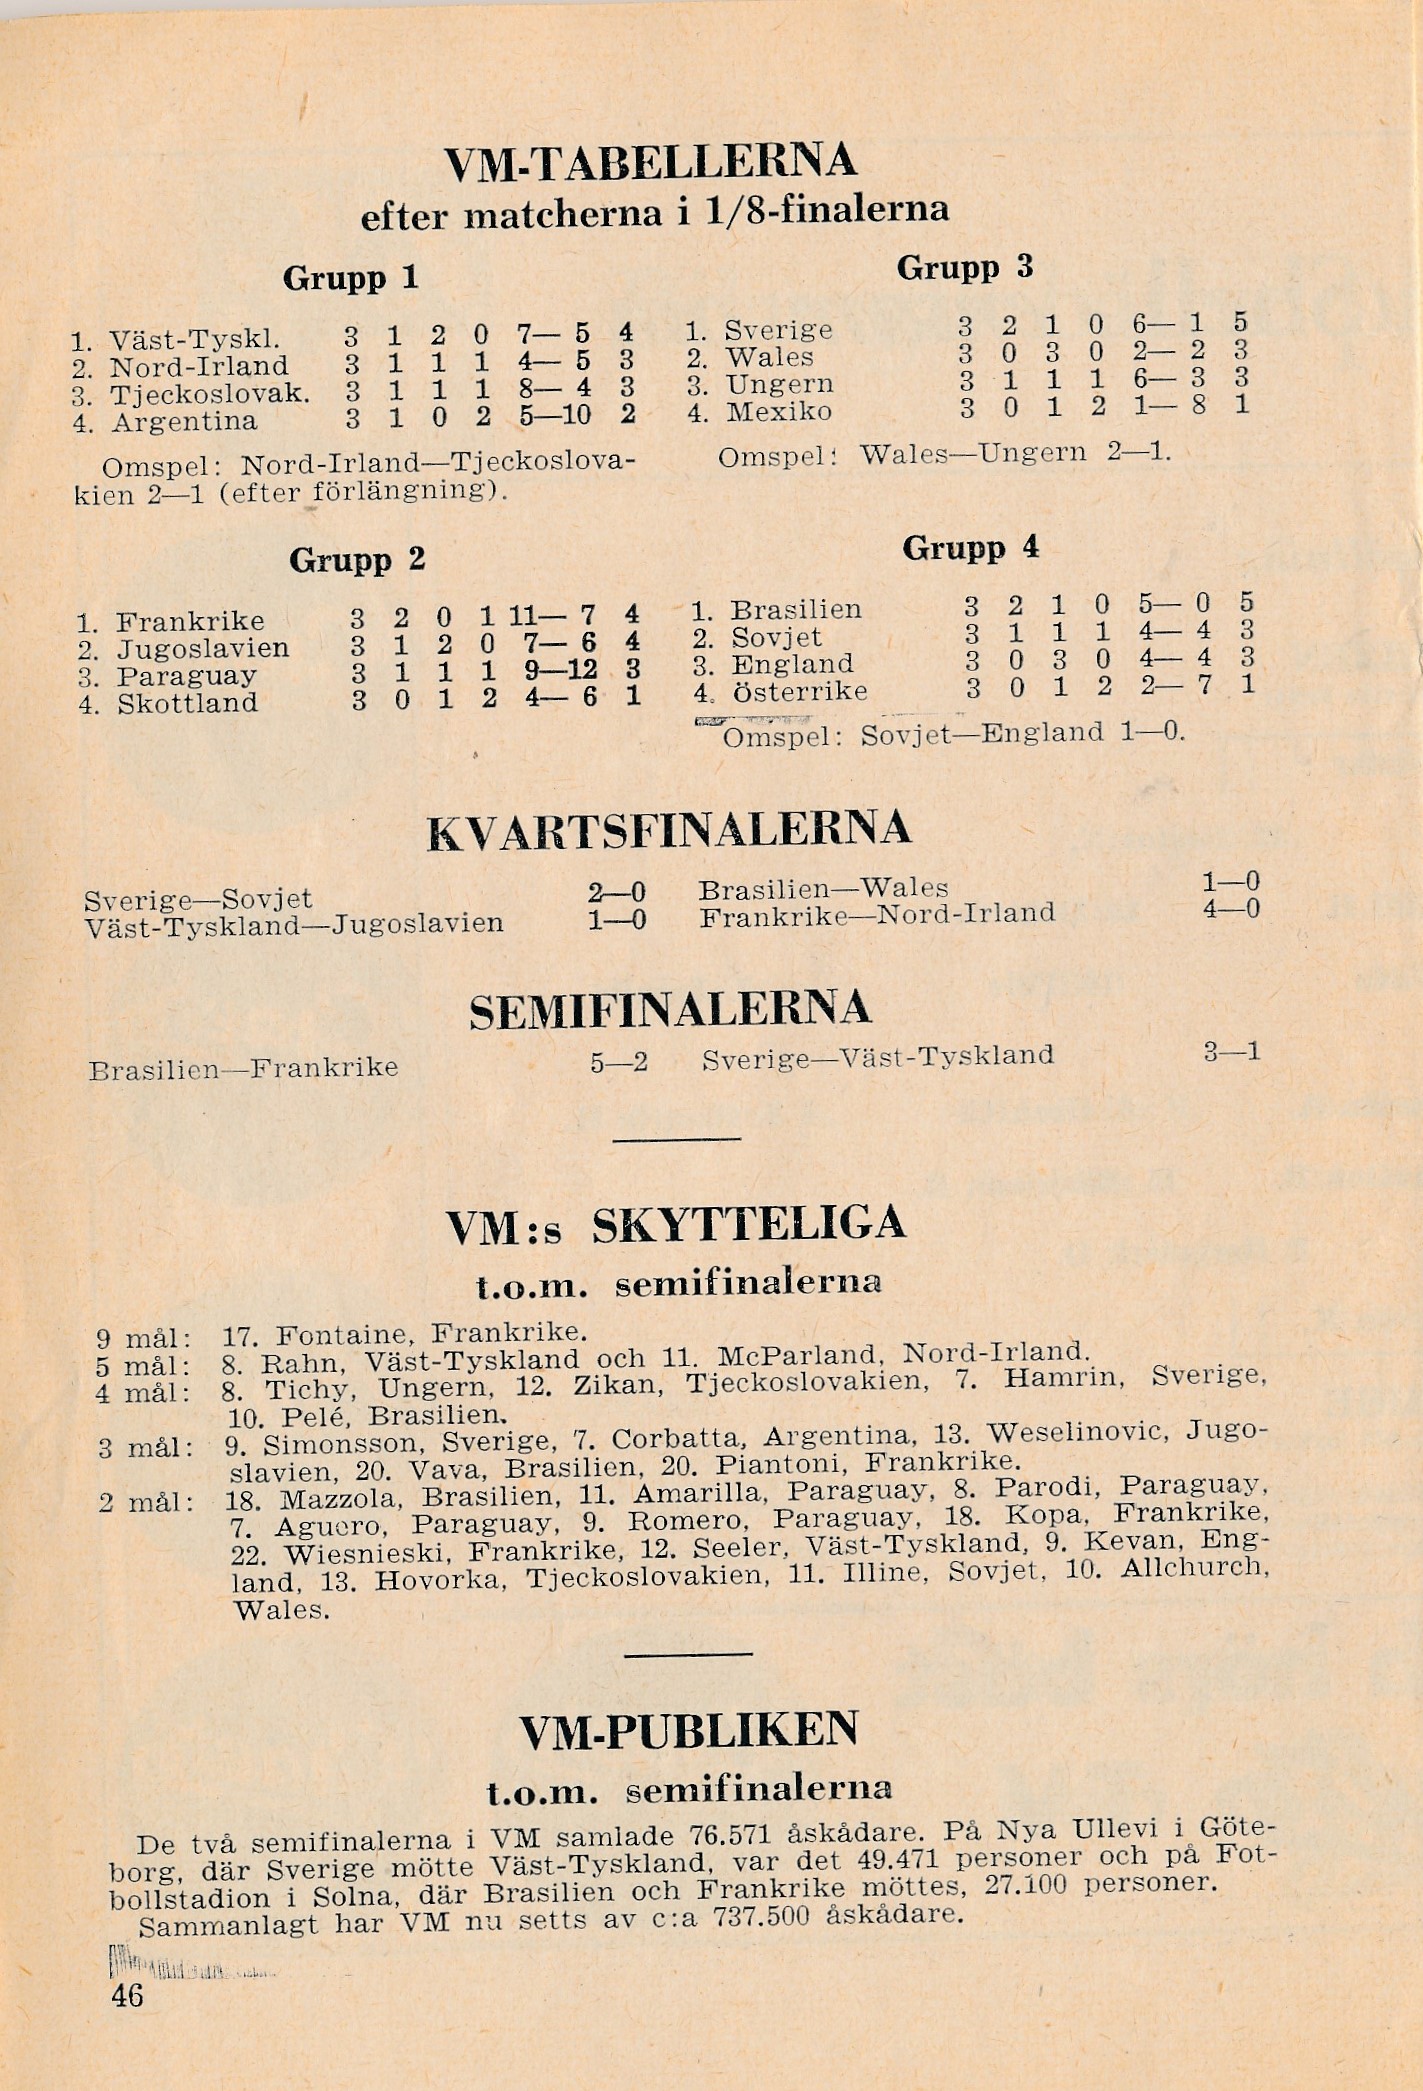 VM-TABELLERNA
efter matcherna i 1/8-finalerna
Grupp 1
1. Väst-Tyskl. 3 1 2 0 7— 5 4
2. Nord-Irland 3 1 1 1 4— 5 3
3. Tjeckoslovak. 3 1 1 1 8— 4 3
4. Argentina 3 1 0 2 5—10 2
Omspel: Nord-Irland—Tjeckoslova-
kien 2—1 (efter förlängning).
Grupp 2
1. Frankrike 3 2 0 1 11— 7 4
2. Jugoslavien 3 1 2 0 7— 6 4
3. Paraguay 3 1 1 1 9—12 3
4. Skottland 3 0 1 2 4— 6 1
Grupp 3
1. Sverige 3 2 1 0 6— 1 5
2. Wales 3 0 3 0 2— 2 3
3. Ungern 3 1 1 1 6— 3 3
4. Mexiko 3 0 1 2 1— 8 1
Omspel: Wales—Ungern 2—1.
Grupp 4
1. Brasilien 3 2 1 0 5— 0 5
2. Sovjet 3 1 1 1 4— 4 3
3. England 3 0 3 0 4— 4 3
4. Österrike 3 0 1 2 2— 7 1
Omspel: Sovjet—England 1—0.
KVARTSFINALERNA
Sverige—Sovjet 2—0 Brasilien—Wales 1—0
Väst-Tyskland—Jugoslavien 1—0 Frankrike—Nord-Irland 4—0
SEMIFINALERNA
Brasilien—Frankrike 5—2 Sverige—Väst-Tyskland 3—1
VM:s SKYTTELIGA
t.o.m. semifinalerna
9 mål: 17. Fontaine, Frankrike.
5 mål: 8. Rahn, Väst-Tyskland och 11. McParland, Nord-Irland.
4 mål: 8. Tichy, Ungern, 12. Zikan, Tjeckoslovakien, 7. Hamrin, Sverige,
10. Pelé, Brasilien.
3 mål: 9. Simonsson, Sverige, 7. Corbatta, Argentina, 13. Weselinovic, Jugo-
slavien, 20. Vava, Brasilien, 20. Piantoni, Frankrike.
2 mål: 18. Mazzola, Brasilien, 11. Amarilla, Paraguay, 8. Parodi, Paraguay,
7. Aguero, Paraguay, 9. Romero, Paraguay, 18. Kopa, Frankrike,
22. Wiesnieski, Frankrike, 12. Seeler, Väst-Tyskland, 9. Kevan, Eng-
land, 13. Hovorka, Tjeckoslovakien, 11. Illine, Sovjet, 10. Allchurch,
Wales.
VM-PUBLIKEN
t.o.m. semifinalerna
De två semifinalerna i VM samlade 76.571 åskådare. På Nya Ullevi i Göte-
borg, där Sverige mötte Väst-Tyskland, var det 49.471 personer och på Fot-
bollstadion i Solna, där Brasilien och Frankrike möttes, 27.100 personer.
Sammanlagt har VM nu setts av c:a 737.500 åskådare.
46